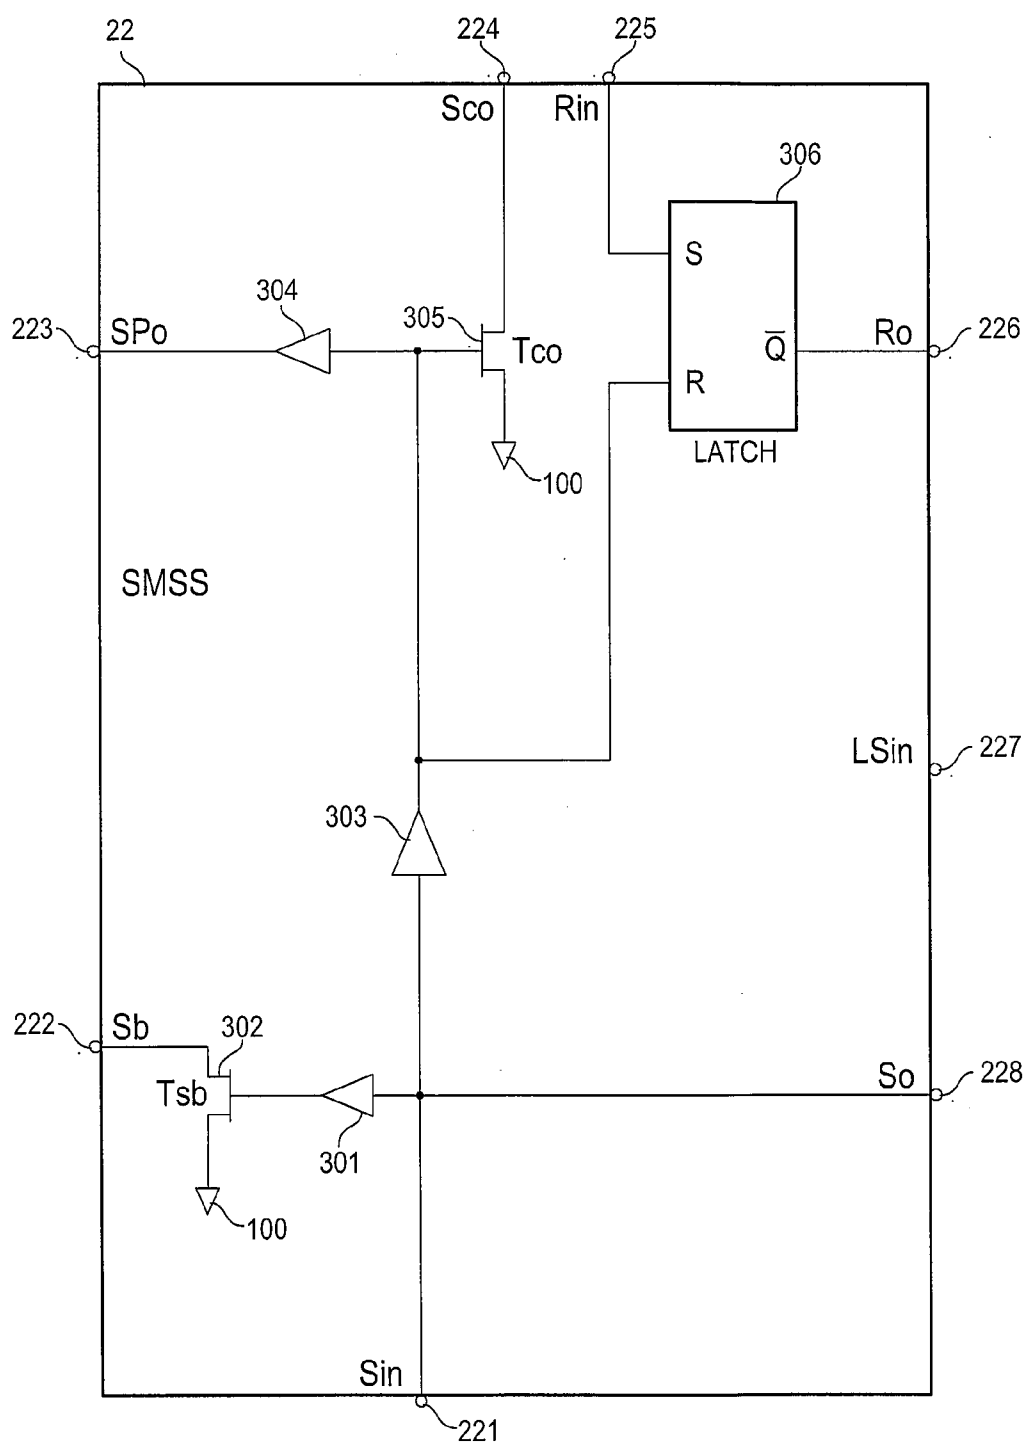 22
224
225
Sco
Rin
306
S
304
305
223
SPo
Tco
Q̅
Ro
226
R
LATCH
100
SMSS
LSin
227
303
222
Sb
302
So
228
Tsb
301
100
Sin
221